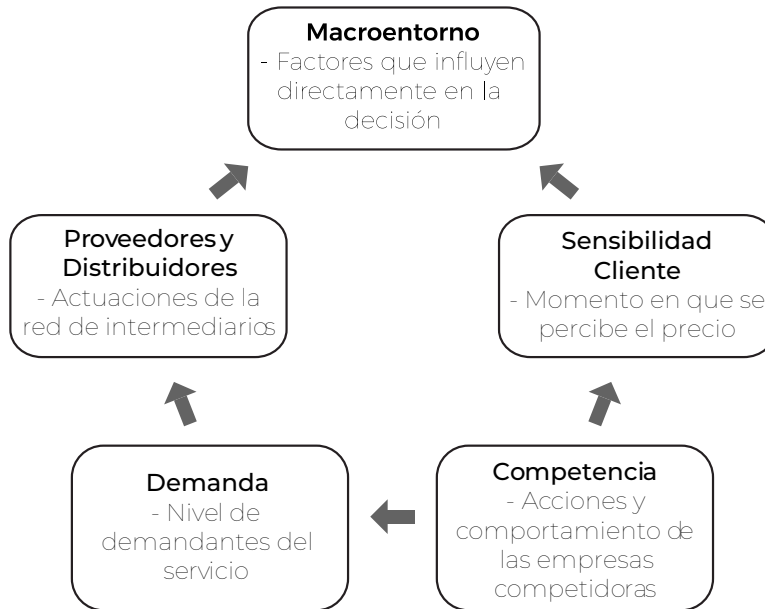 Macroentorno
- Factores que influyen
directamente en la
decisión
Proveedores y
Distribuidores
- Actuaciones de la
red de intermediarios
Sensibilidad
Cliente
- Momento en que se
percibe el precio
Demanda
- Nivel de
demandantes del
servicio
Competencia
- Acciones y
comportamiento de
las empresas
competidoras